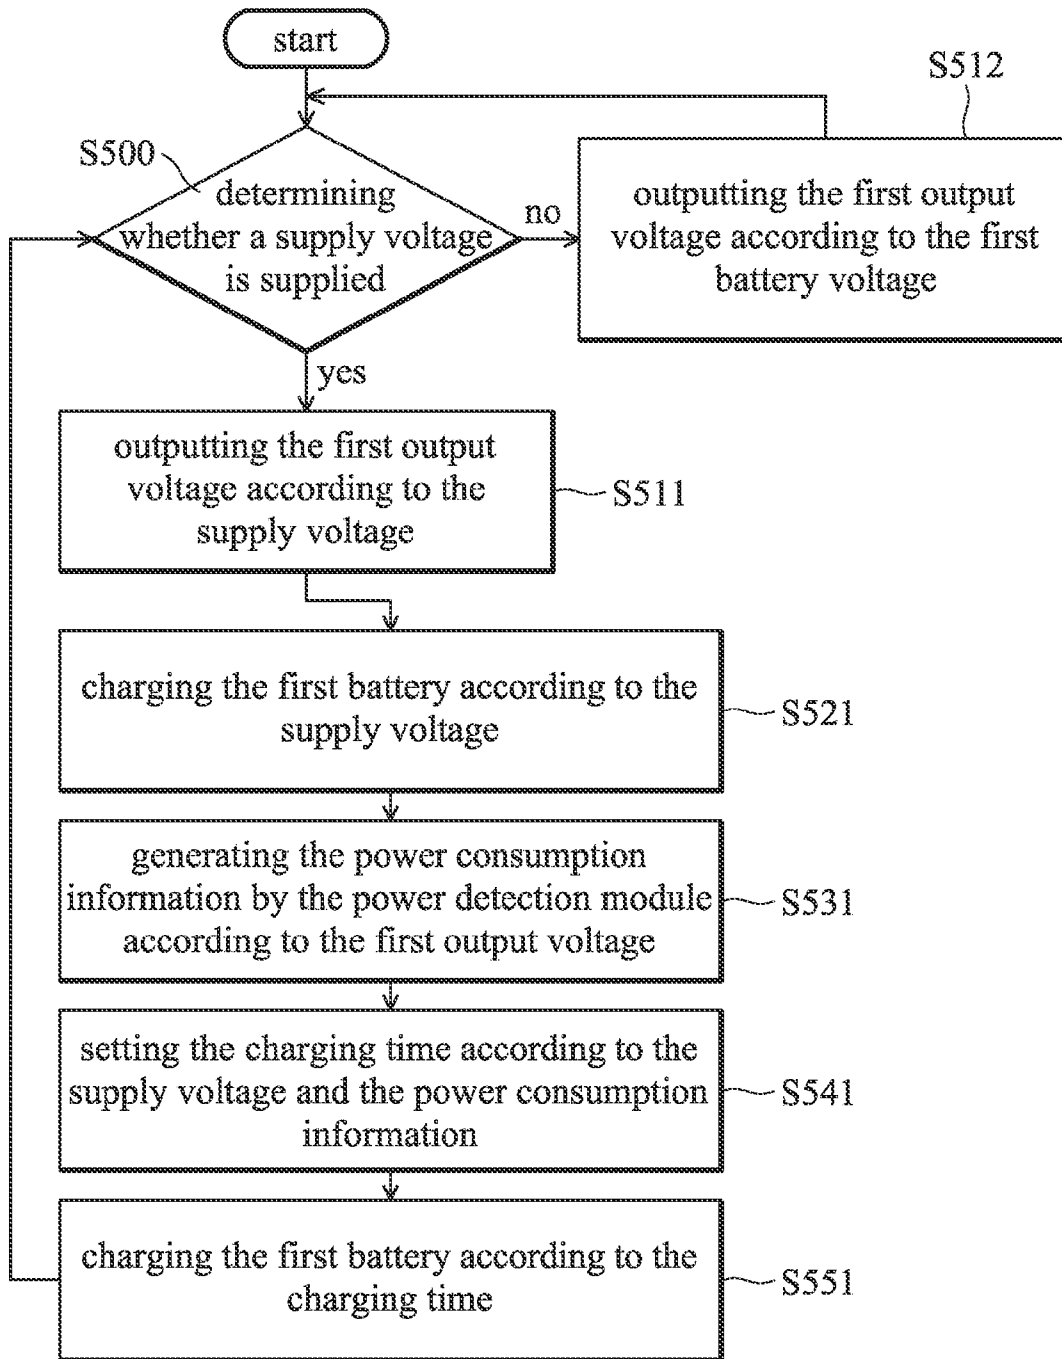 start
S512
S500
determining
whether a supply voltage
is supplied
no
outputting the first output
voltage according to the first
battery voltage
yes
outputting the first output
voltage according to the
supply voltage
S511
charging the first battery according to the
supply voltage
S521
generating the power consumption
information by the power detection module
according to the first output voltage
S531
setting the charging time according to the
supply voltage and the power consumption
information
S541
charging the first battery according to the
charging time
S551